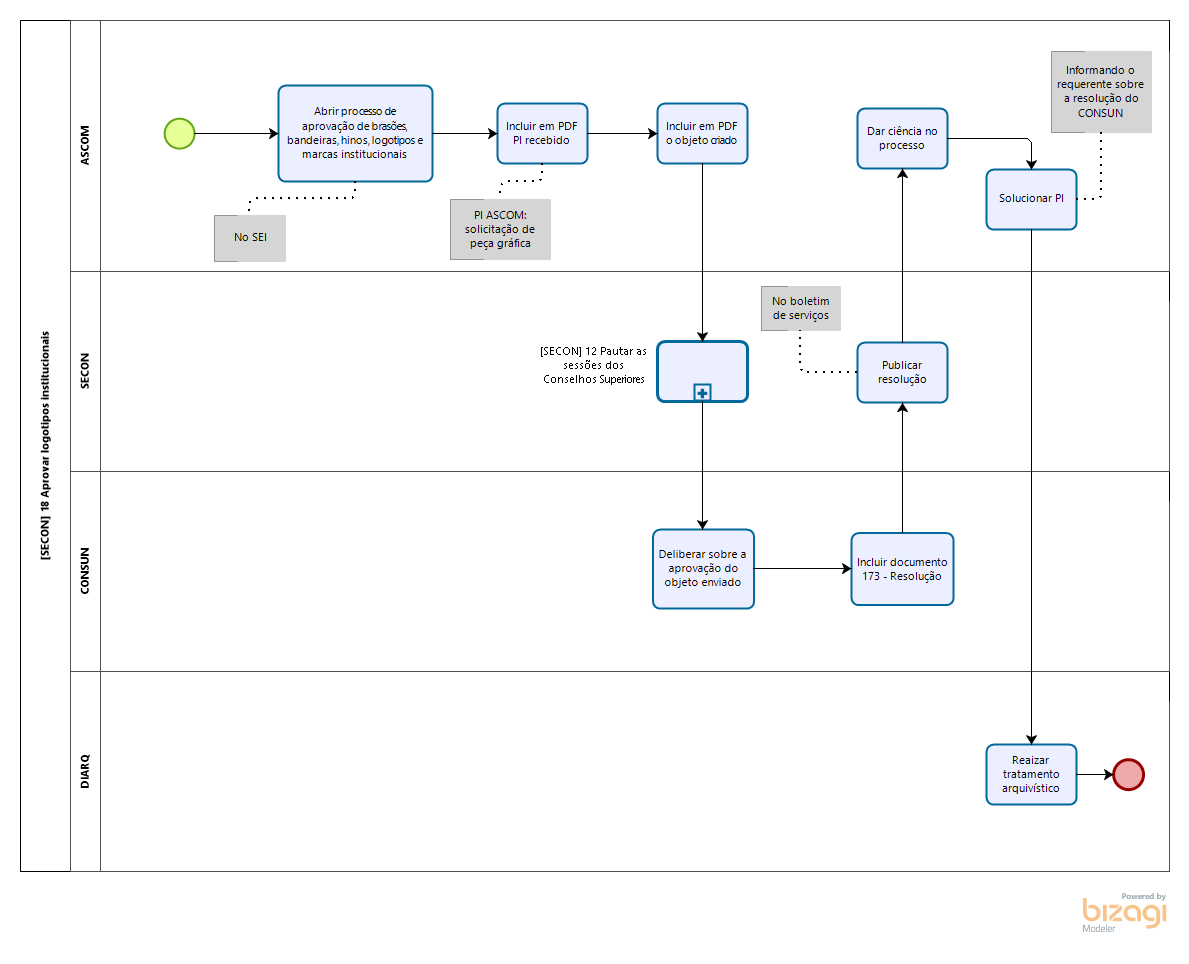 [SECON] 18 Aprovar logotipos institucionais
ASCOM
Abrir processo de
aprovação de brasões,
bandeiras, hinos, logotipos e
marcas institucionais
No SEI
Incluir em PDF
PI recebido
PI ASCOM:
solicitação de
peça gráfica
Incluir em PDF
o objeto criado
Dar ciência no
processo
Informando o
requerente sobre
a resolução do
CONSUN
Solucionar PI
SECON
[SECON] 12 Pautar as
sessões dos
Conselhos Superiores
No boletim
de serviços
Publicar
resolução
CONSUN
Deliberar sobre a
aprovação do
objeto enviado
Incluir documento
173 - Resolução
DIARQ
Reaizar
tratamento
arquivístico
Powered by
bizagi
Modeler